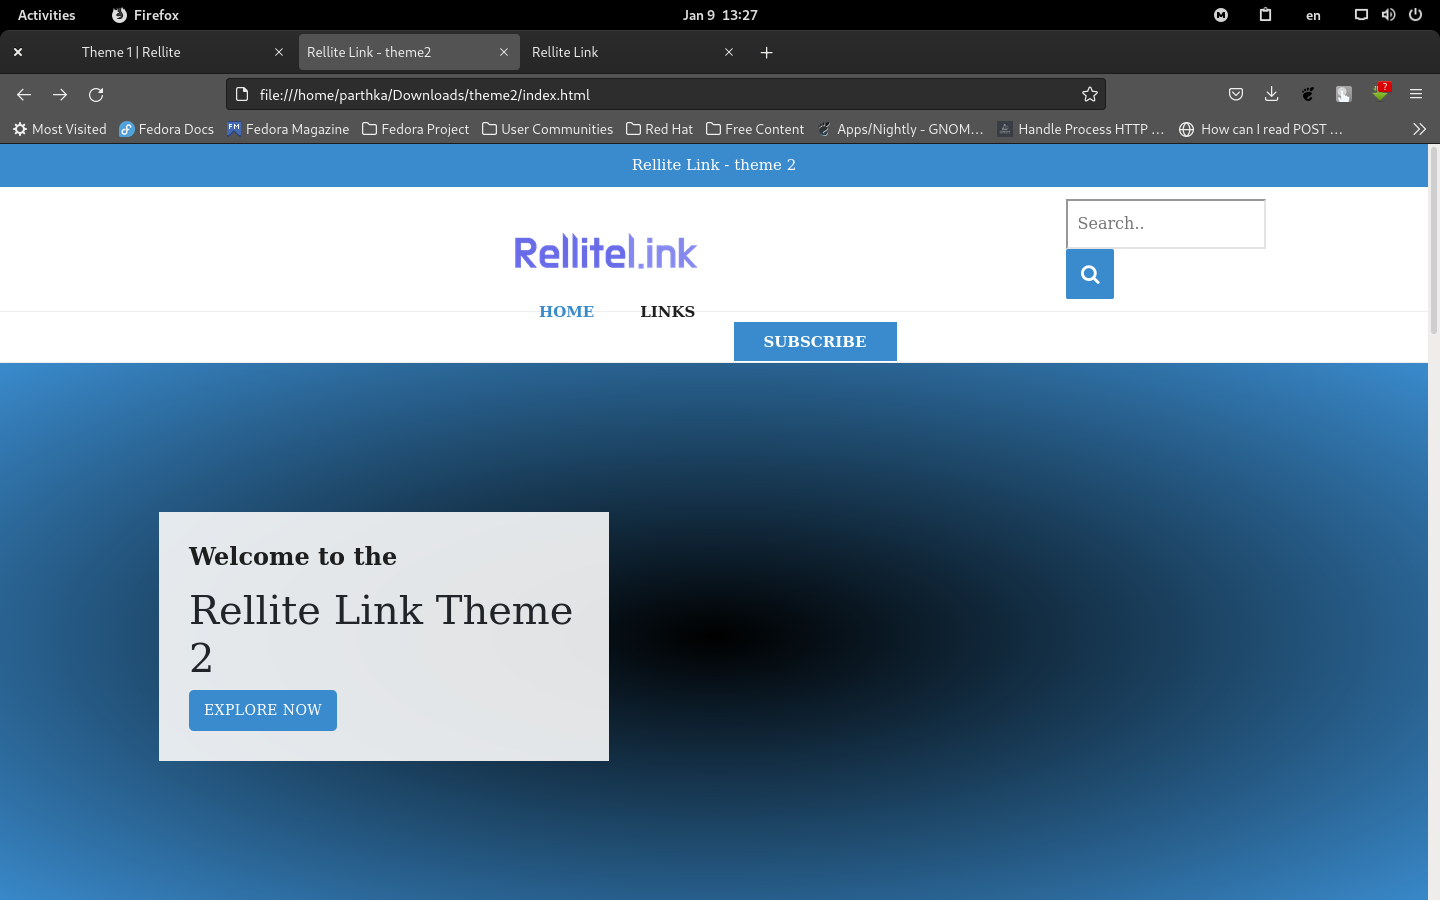 Activities Firefox Jan 9 13:27 en
Theme 1 | Rellite Rellite Link - theme2 Rellite Link
file:///home/parthka/Downloads/theme2/index.html
Most Visited Fedora Docs Fedora Magazine Fedora Project User Communities Red Hat Free Content Apps/Nightly - GNOM… Handle Process HTTP … How can I read POST …
Rellite Link - theme 2
Search..
RelliteLink
HOME LINKS
SUBSCRIBE
Welcome to the
Rellite Link Theme
2
EXPLORE NOW